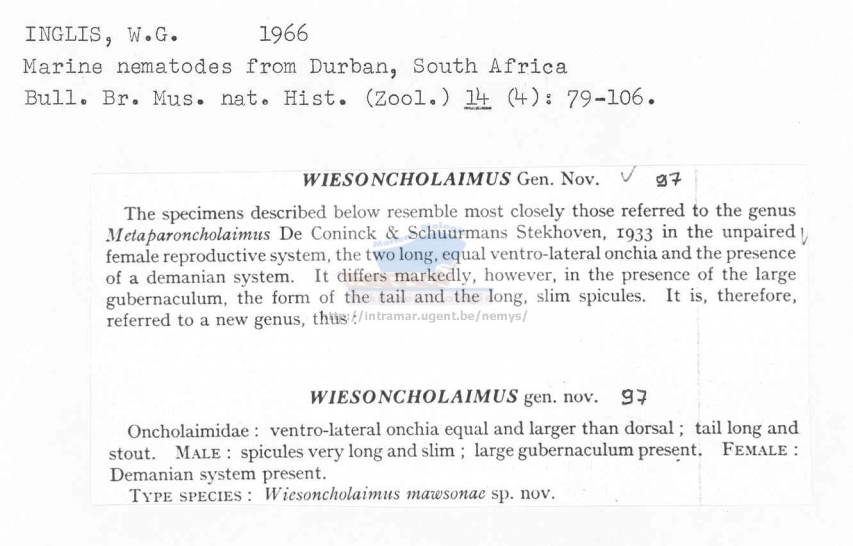 INGLIS, W.G. 1966
Marine nematodes from Durban, South Africa
Bull. Br. Mus. nat. Hist. (Zool.) 14 (4): 79-106.
WIESONCHOLAIMUS Gen. Nov. ✓ 97
The specimens described below resemble most closely those referred to the genus
Metaparoncholaimus De Coninck & Schuurmans Stekhoven, 1933 in the unpaired
female reproductive system, the two long, equal ventro-lateral onchia and the presence
of a demanian system. It differs markedly, however, in the presence of the large
gubernaculum, the form of the tail and the long, slim spicules. It is, therefore,
referred to a new genus, thus :
http://intramar.ugent.be/nemys/
WIESONCHOLAIMUS gen. nov. 97
Oncholaimidae : ventro-lateral onchia equal and larger than dorsal ; tail long and
stout. MALE : spicules very long and slim ; large gubernaculum present. FEMALE :
Demanian system present.
TYPE SPECIES : Wiesoncholaimus mawsonae sp. nov.